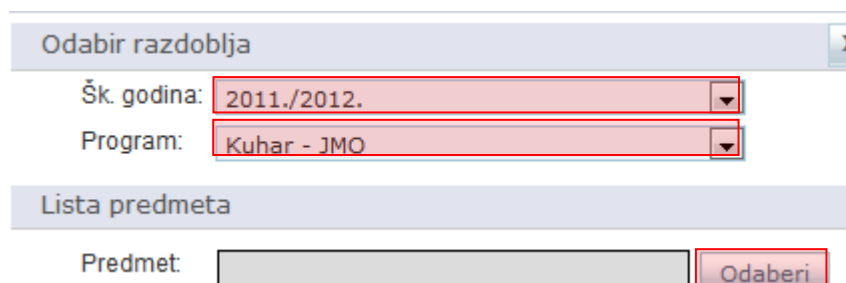 Odabir razdoblja
Šk. godina: 2011./2012.
Program: Kuhar - JMO
Lista predmeta
Predmet: Odaberi